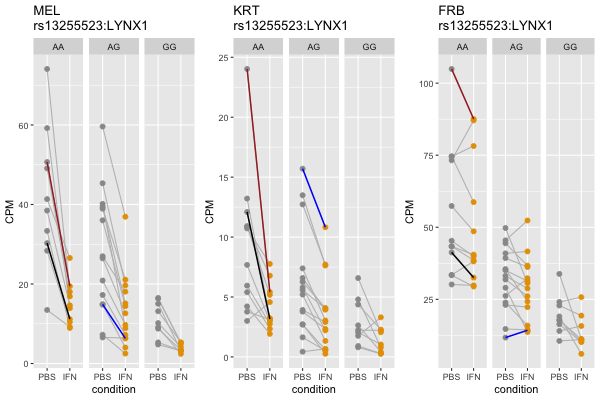 MEL
rs13255523:LYNX1
AA AG GG
60
40
20
0
CPM
PBS IFN PBS IFN PBS IFN
condition
KRT
rs13255523:LYNX1
AA AG GG
25
20
15
10
5
0
CPM
PBS IFN PBS IFN PBS IFN
condition
FRB
rs13255523:LYNX1
AA AG GG
100
75
50
25
CPM
PBS IFN PBS IFN PBS IFN
condition